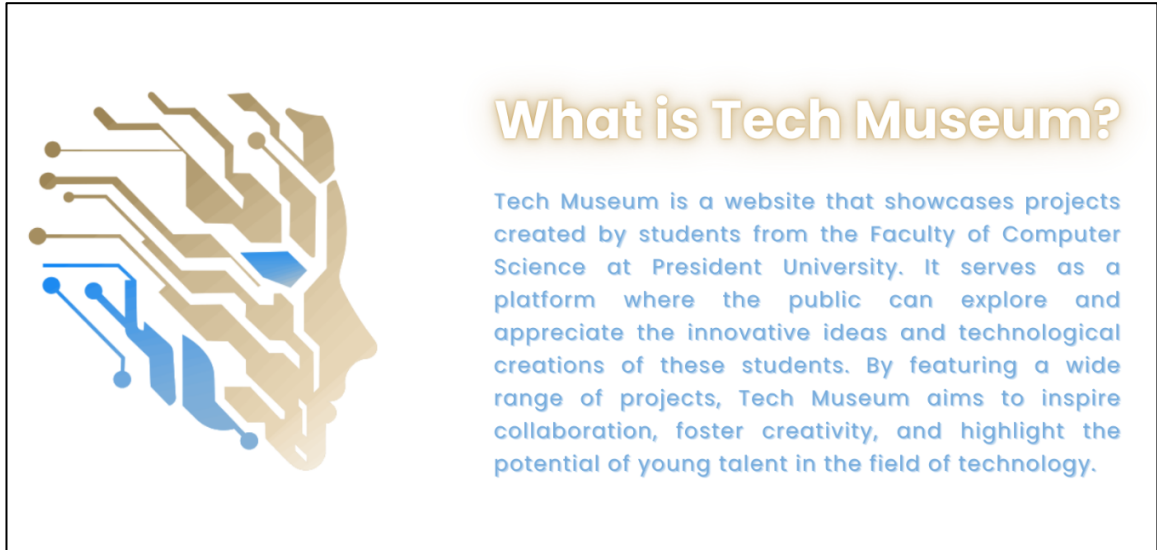 What is Tech Museum?
Tech Museum is a website that showcases projects
created by students from the Faculty of Computer
Science at President University. It serves as a
platform where the public can explore and
appreciate the innovative ideas and technological
creations of these students. By featuring a wide
range of projects, Tech Museum aims to inspire
collaboration, foster creativity, and highlight the
potential of young talent in the field of technology.